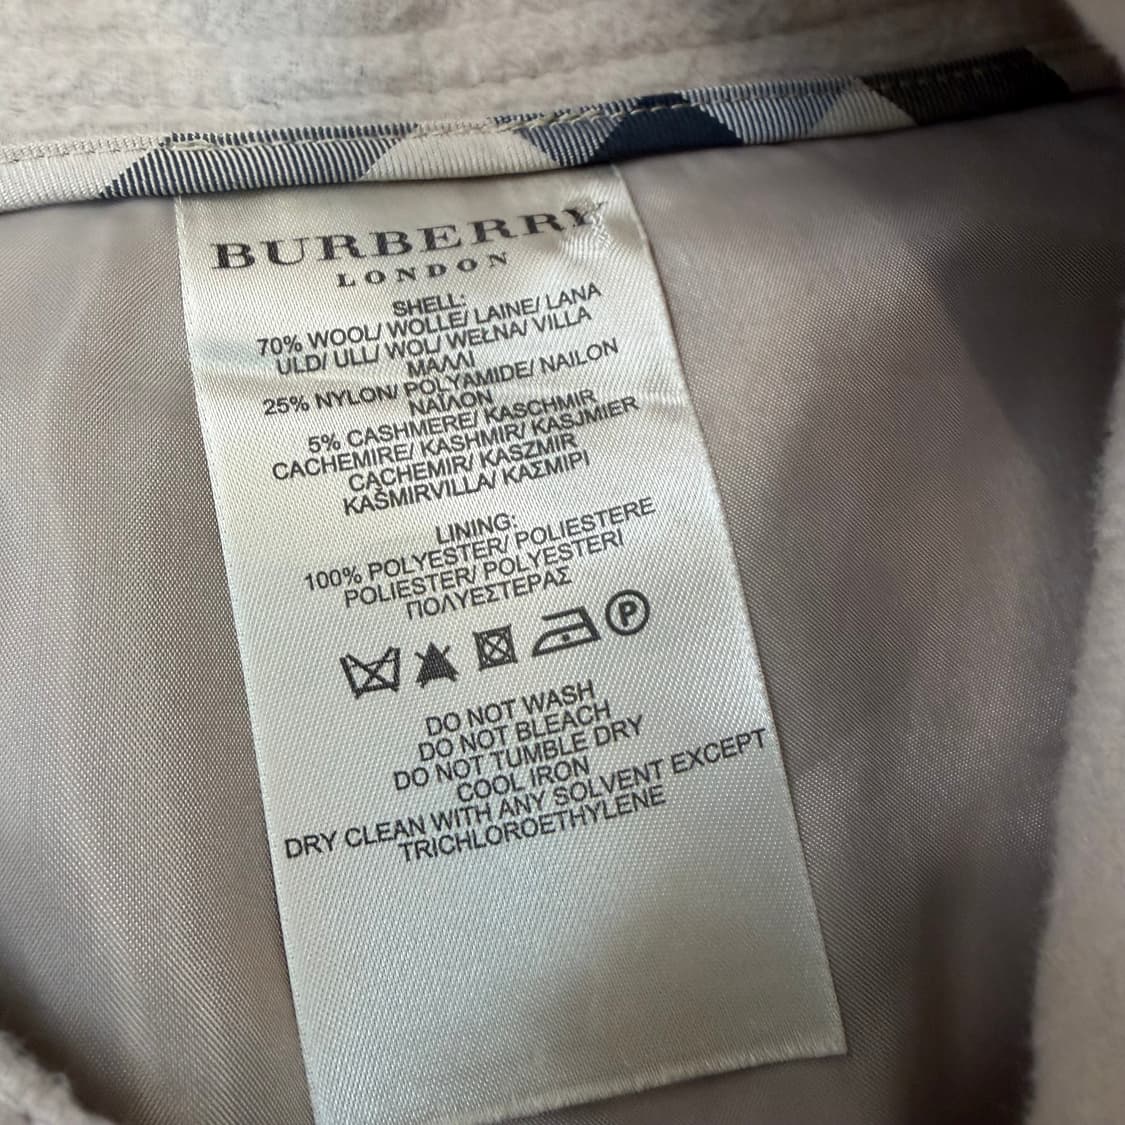 BURBERRY
LONDON
SHELL:
70% WOOL/ WOLLE/ LAINE/ LANA
ULD/ ULL/ WOL/ WEŁNA/ VILLA
ΜΑΛΛΙ
25% NYLON/ POLYAMIDE/ NAILON
ΝΑΪΛΟΝ
5% CASHMERE/ KASCHMIR
CACHEMIRE/ KASHMIR/ KASJMIER
CACHEMIR/ KASZMIR
KAŠMIRVILLA/ ΚΑΣΜΙΡΙ
LINING:
100% POLYESTER/ POLIESTERE
POLIESTER/ POLYESTERI
ΠΟΛΥΕΣΤΕΡΑΣ
P
DO NOT WASH
DO NOT BLEACH
DO NOT TUMBLE DRY
COOL IRON
DRY CLEAN WITH ANY SOLVENT EXCEPT
TRICHLOROETHYLENE